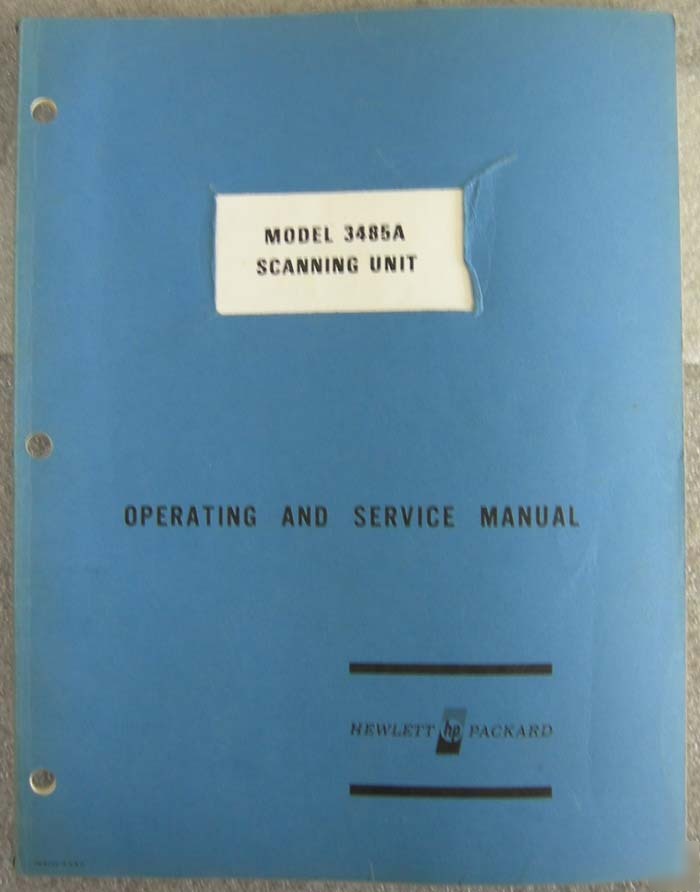 MODEL 3485A
SCANNING UNIT
OPERATING AND SERVICE MANUAL
HEWLETT hp PACKARD